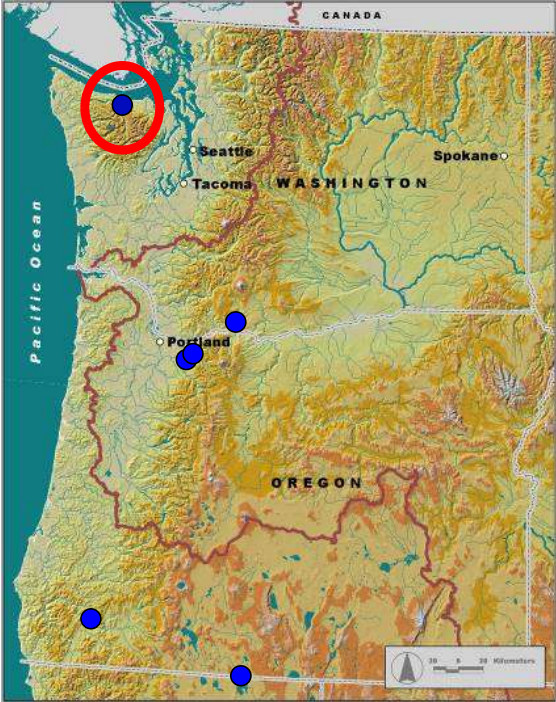 CANADA
Seattle
Spokane
Tacoma
WASHINGTON
Pacific Ocean
Portland
OREGON
Kilometers